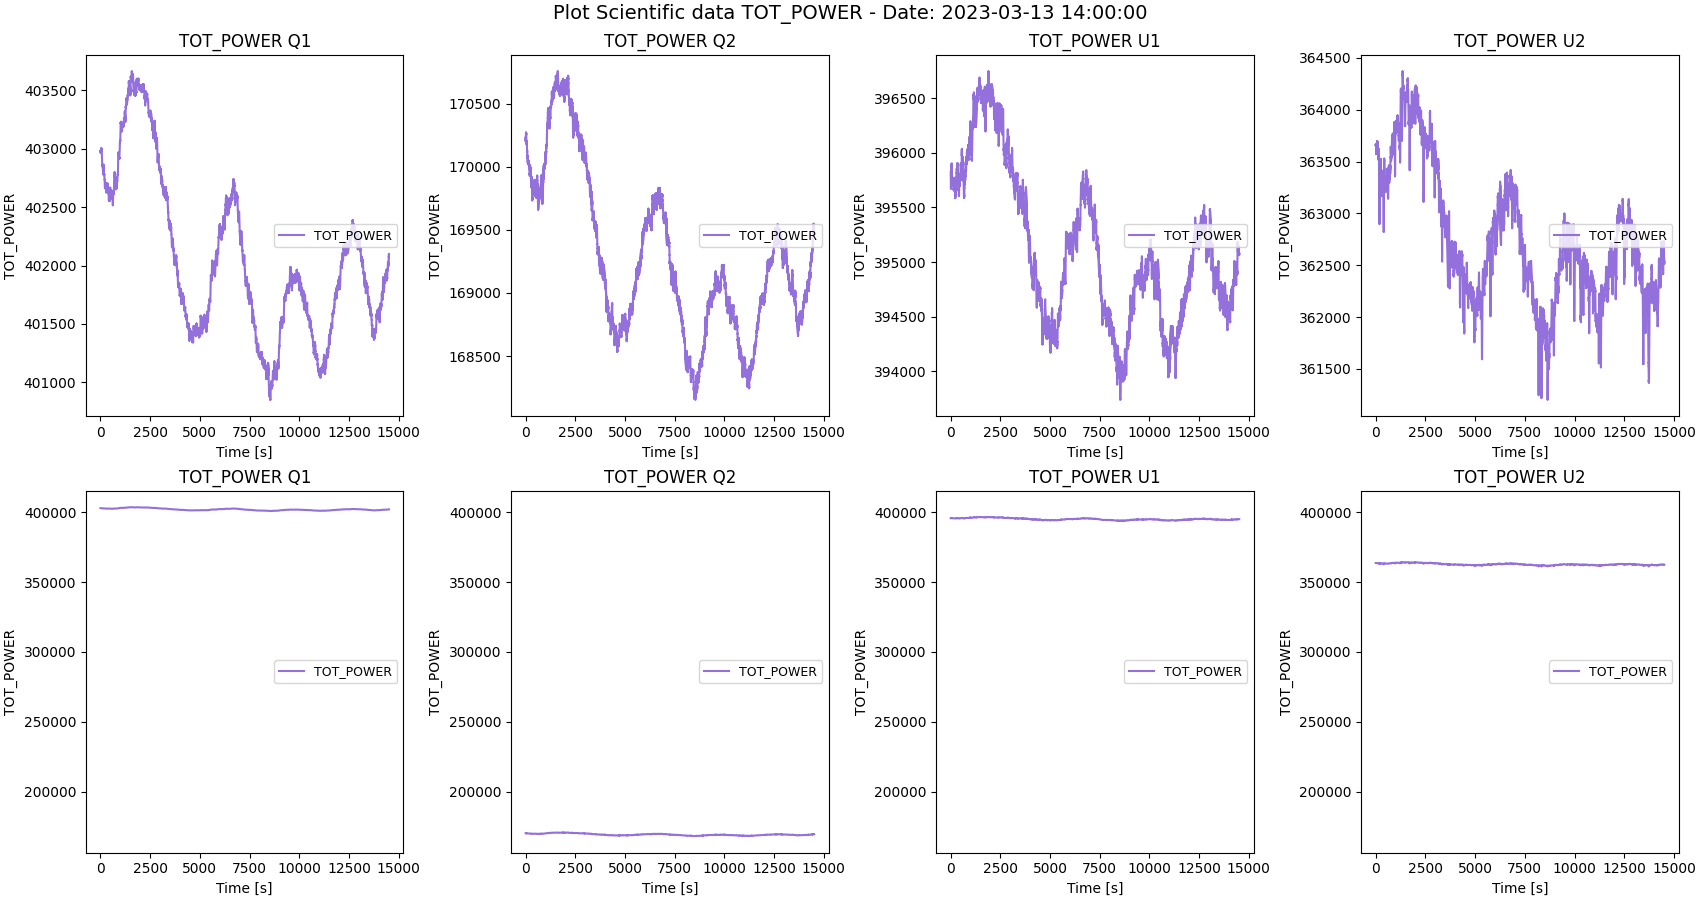 Plot Scientific data TOT_POWER - Date: 2023-03-13 14:00:00
TOT_POWER Q1
TOT_POWER
403500
403000
402500
402000
401500
401000
TOT_POWER
0 2500 5000 7500 10000 12500 15000
Time [s]
TOT_POWER Q2
TOT_POWER
170500
170000
169500
169000
168500
TOT_POWER
0 2500 5000 7500 10000 12500 15000
Time [s]
TOT_POWER U1
TOT_POWER
396500
396000
395500
395000
394500
394000
TOT_POWER
0 2500 5000 7500 10000 12500 15000
Time [s]
TOT_POWER U2
TOT_POWER
364500
364000
363500
363000
362500
362000
361500
TOT_POWER
0 2500 5000 7500 10000 12500 15000
Time [s]
TOT_POWER Q1
TOT_POWER
400000
350000
300000
250000
200000
TOT_POWER
0 2500 5000 7500 10000 12500 15000
Time [s]
TOT_POWER Q2
TOT_POWER
400000
350000
300000
250000
200000
TOT_POWER
0 2500 5000 7500 10000 12500 15000
Time [s]
TOT_POWER U1
TOT_POWER
400000
350000
300000
250000
200000
TOT_POWER
0 2500 5000 7500 10000 12500 15000
Time [s]
TOT_POWER U2
TOT_POWER
400000
350000
300000
250000
200000
TOT_POWER
0 2500 5000 7500 10000 12500 15000
Time [s]